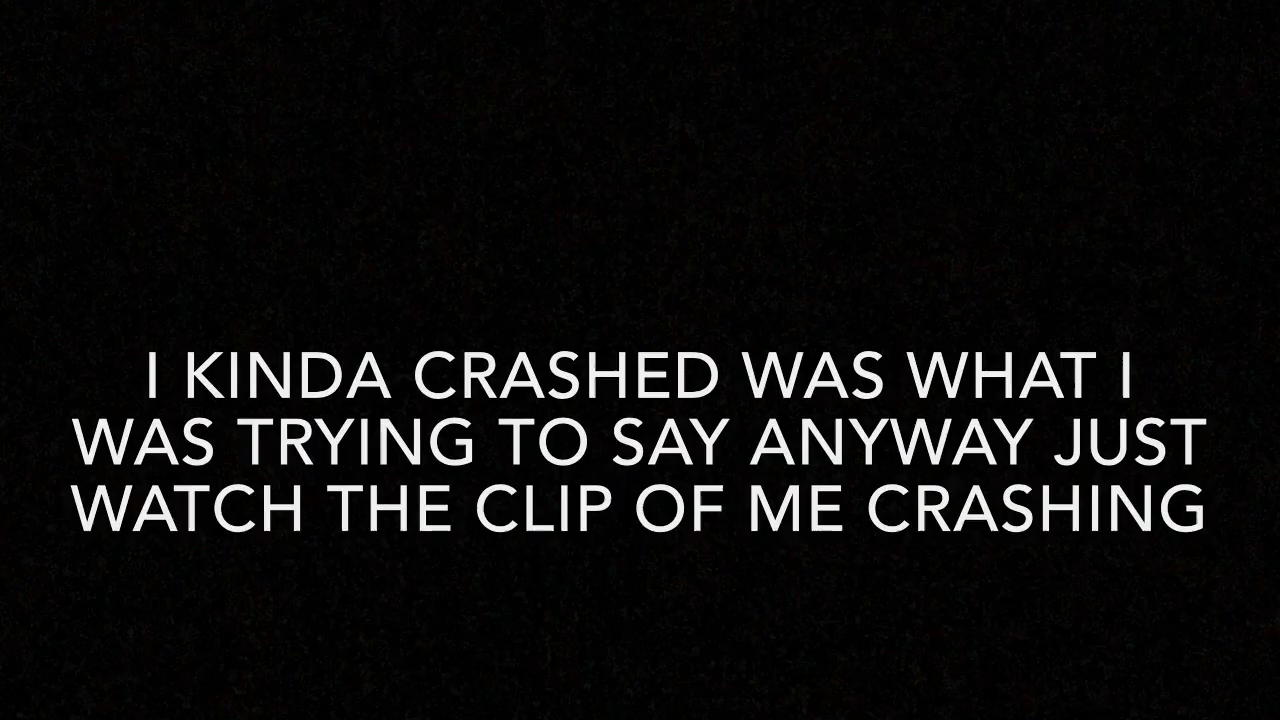 I KINDA CRASHED WAS WHAT I
WAS TRYING TO SAY ANYWAY JUST
WATCH THE CLIP OF ME CRASHING